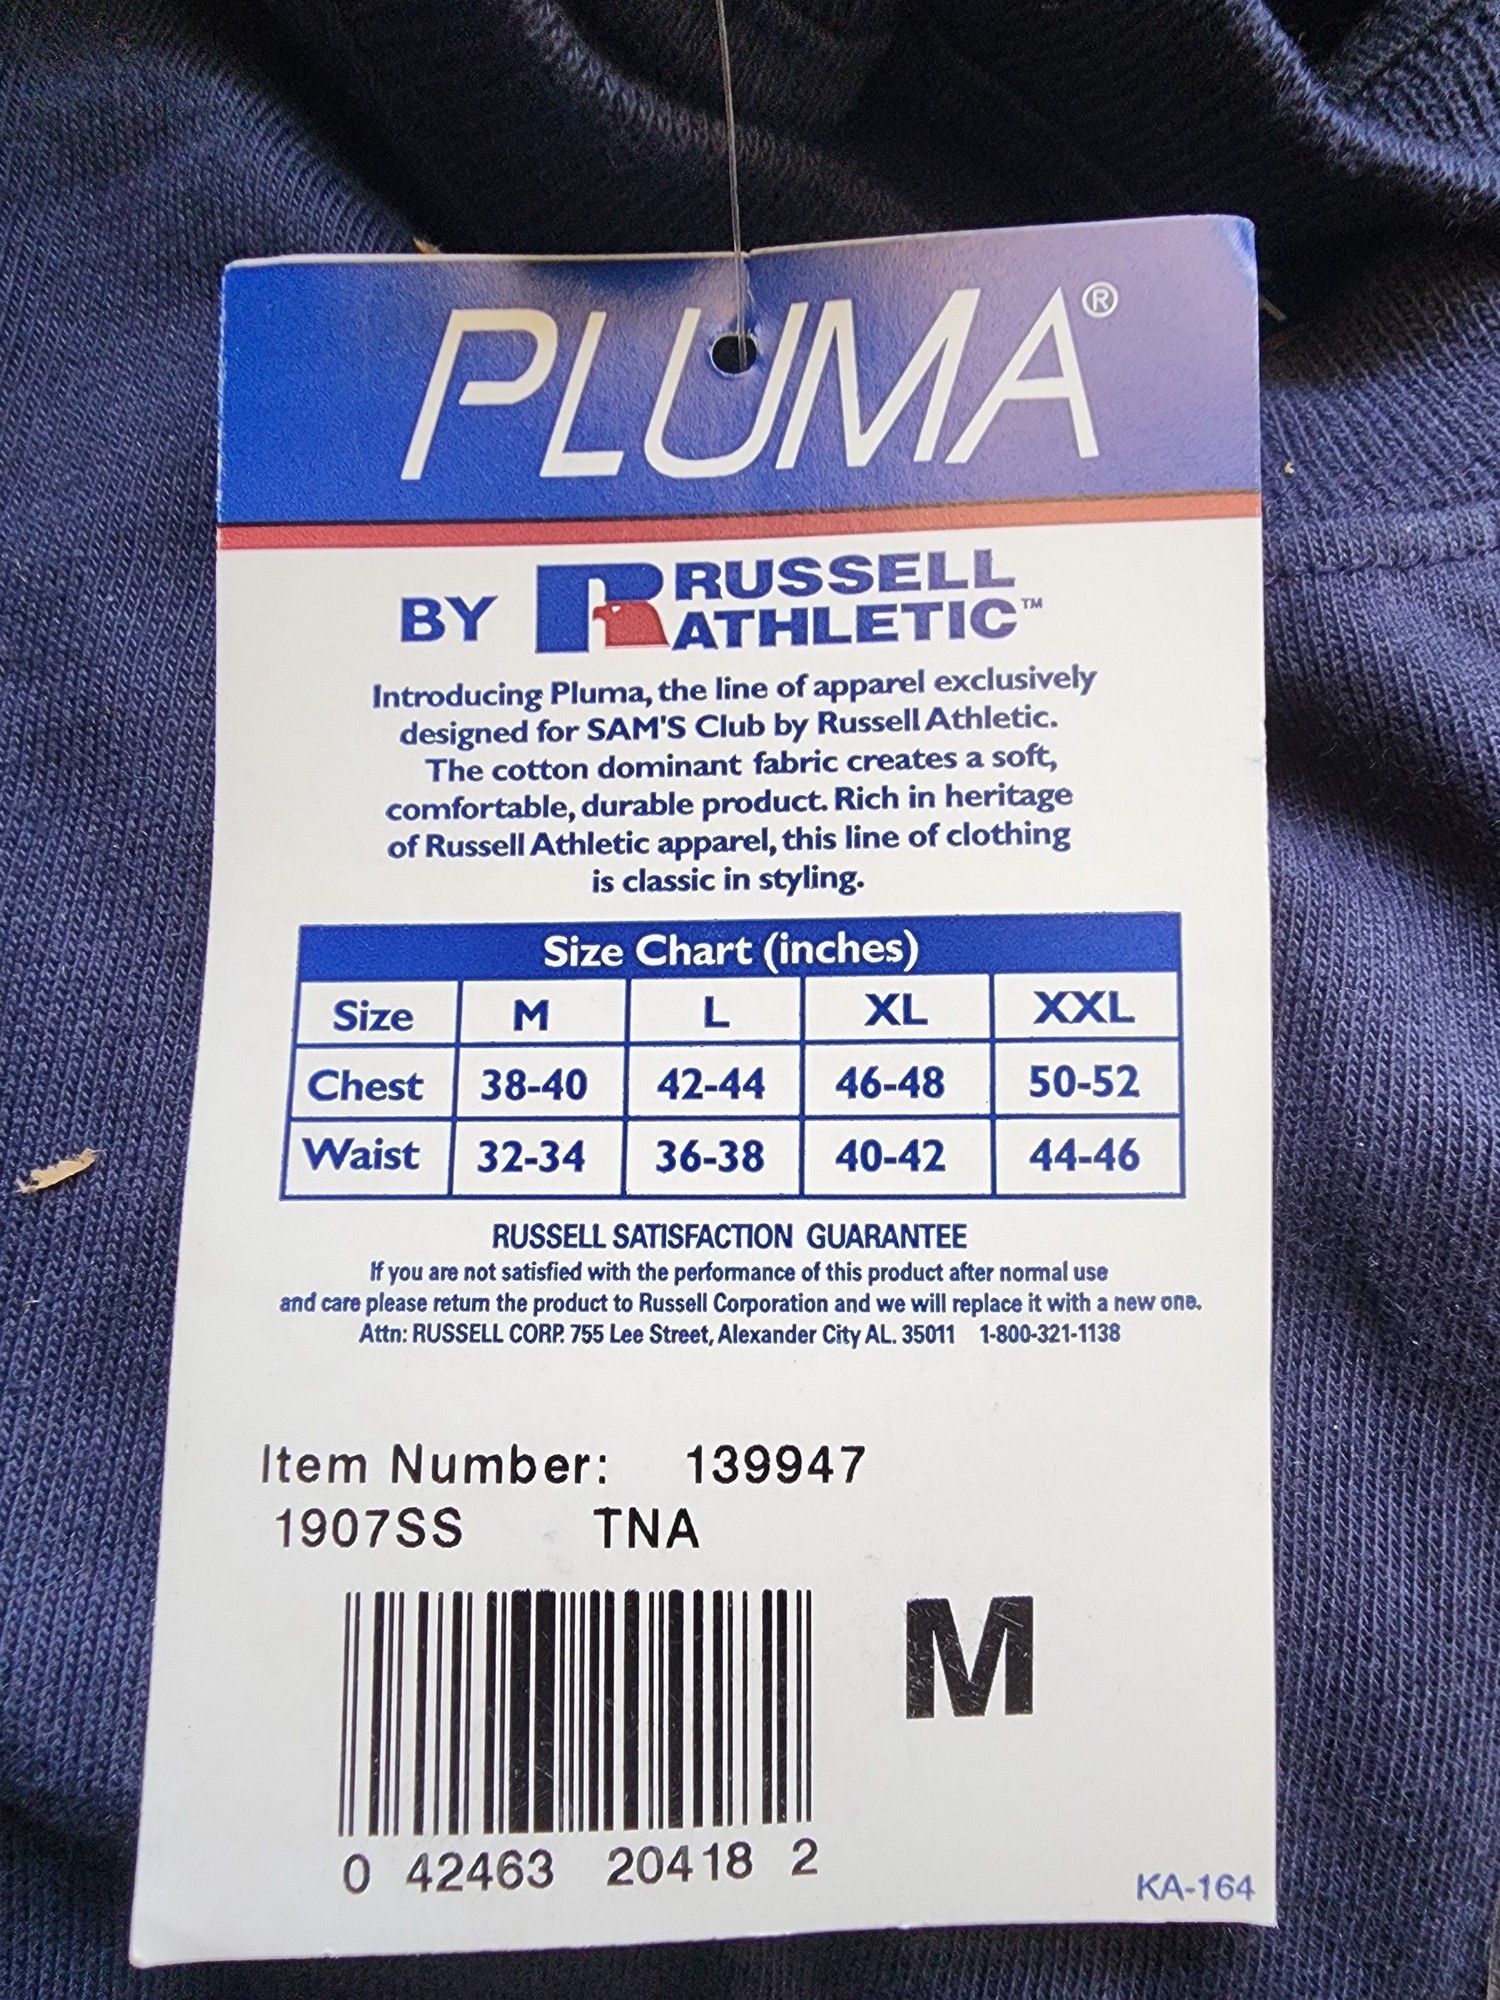 PLUMA®
BY R RUSSELL
ATHLETIC™
Introducing Pluma, the line of apparel exclusively
designed for SAM'S Club by Russell Athletic.
The cotton dominant fabric creates a soft,
comfortable, durable product. Rich in heritage
of Russell Athletic apparel, this line of clothing
is classic in styling.
Size Chart (inches)
Size M L XL XXL
Chest 38-40 42-44 46-48 50-52
Waist 32-34 36-38 40-42 44-46
RUSSELL SATISFACTION GUARANTEE
If you are not satisfied with the performance of this product after normal use
and care please return the product to Russell Corporation and we will replace it with a new one.
Attn: RUSSELL CORP. 755 Lee Street, Alexander City AL. 35011 1-800-321-1138
Item Number: 139947
1907SS TNA
M
0 42463 20418 2
KA-164